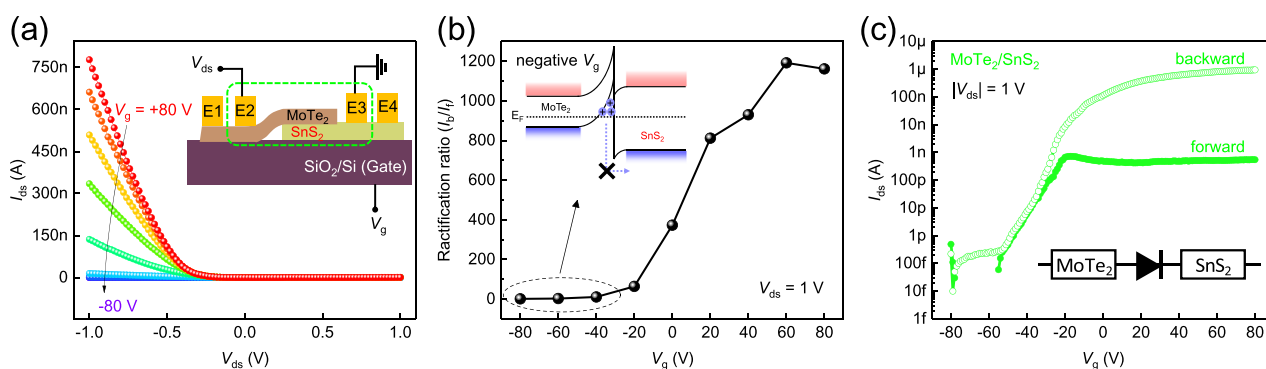 (a)
750n
600n
450n
300n
150n
0
-1.0
-0.5
0.0
0.5
1.0
I_ds (A)
V_ds (V)
V_g = +80 V
-80 V
V_ds
E1
E2
E3
E4
MoTe₂
SnS₂
SiO₂/Si (Gate)
V_g
(b)
1200
1000
800
600
400
200
0
-80
-60
-40
-20
0
20
40
60
80
Ractification ratio (I_b/I_f)
V_g (V)
negative V_g
MoTe₂
E_F
SnS₂
V_ds = 1 V
(c)
10μ
1μ
100n
10n
1n
100p
10p
1p
100f
10f
1f
-80
-60
-40
-20
0
20
40
60
80
I_ds (A)
V_g (V)
MoTe₂/SnS₂
|V_ds| = 1 V
backward
forward
MoTe₂
SnS₂